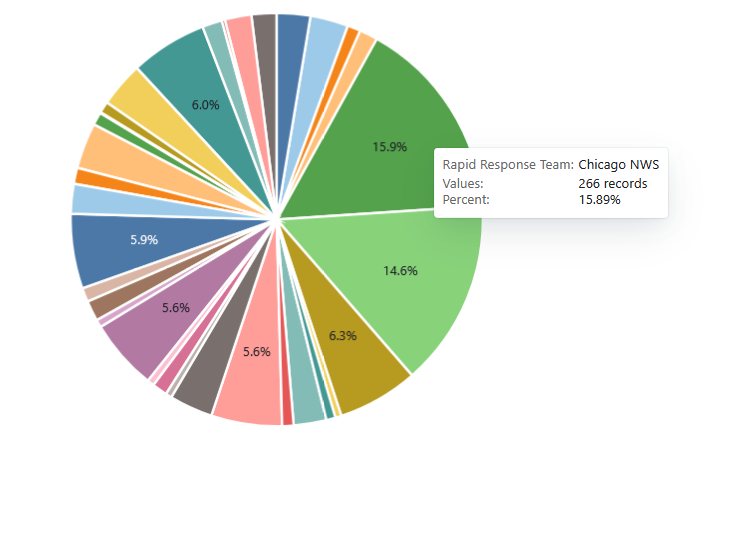 6.0%
15.9%
Rapid Response Team: Chicago NWS
Values: 266 records
Percent: 15.89%
5.9%
14.6%
5.6%
6.3%
5.6%